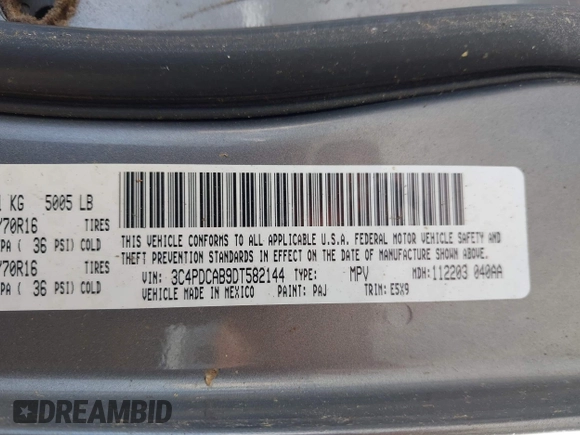 KG 5005 LB
/70R16 TIRES
PA ( 36 PSI) COLD
/70R16 TIRES
PA ( 36 PSI) COLD
THIS VEHICLE CONFORMS TO ALL APPLICABLE U.S.A. FEDERAL MOTOR VEHICLE SAFETY AND
THEFT PREVENTION STANDARDS IN EFFECT ON THE DATE OF MANUFACTURE SHOWN ABOVE.
VIN: 3C4PDCAB9DT582144 TYPE: MPV MDH: 112203 040AA
VEHICLE MADE IN MEXICO PAINT: PAJ TRIM: E5X9
DREAMBID